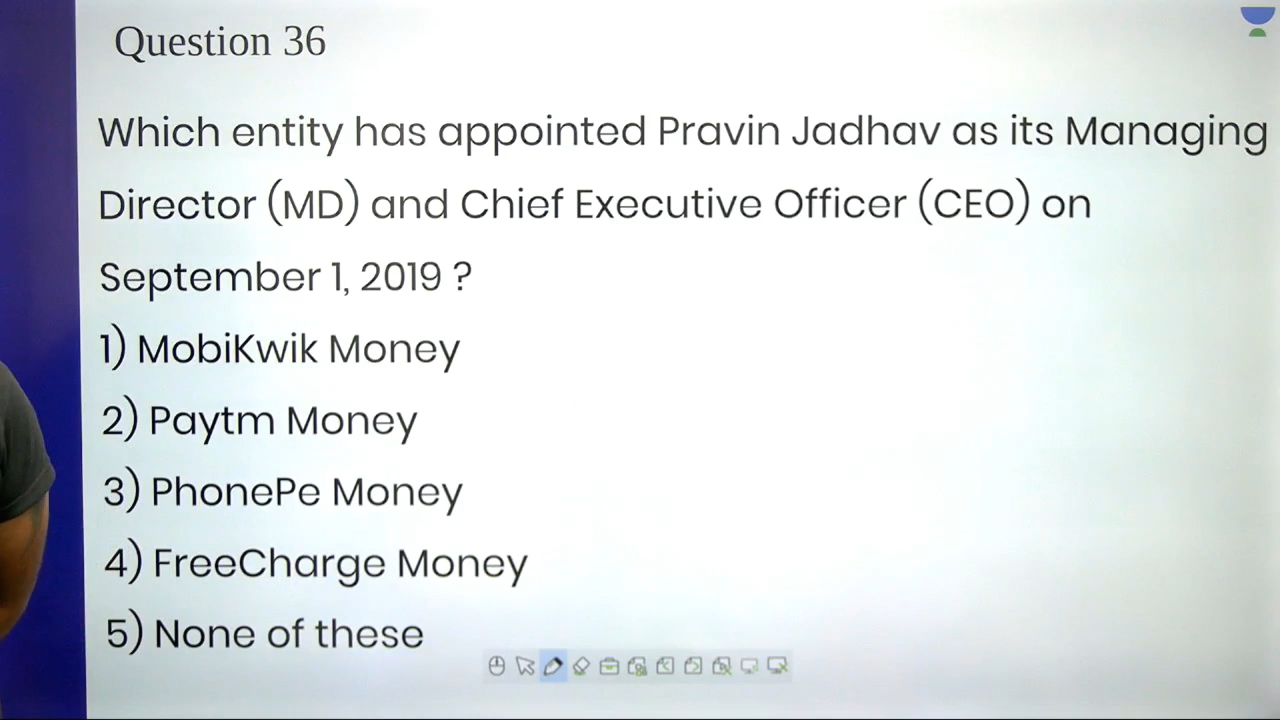 Question 36
Which entity has appointed Pravin Jadhav as its Managing
Director (MD) and Chief Executive Officer (CEO) on
September 1, 2019 ?
1) MobiKwik Money
2) Paytm Money
3) PhonePe Money
4) FreeCharge Money
5) None of these